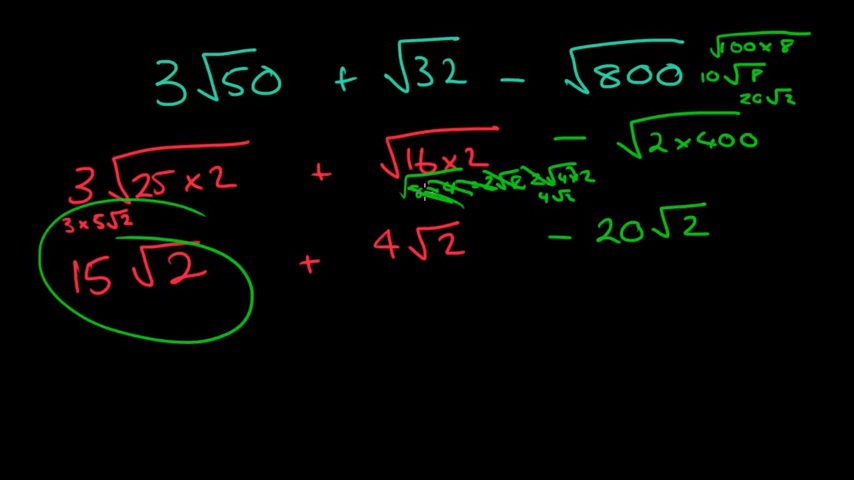 3√50 + √32 − √800
√100×8
10√8
20√2
3√25×2 + √16×2 − √2×400
4√2
3×5√2
15√2 + 4√2 − 20√2